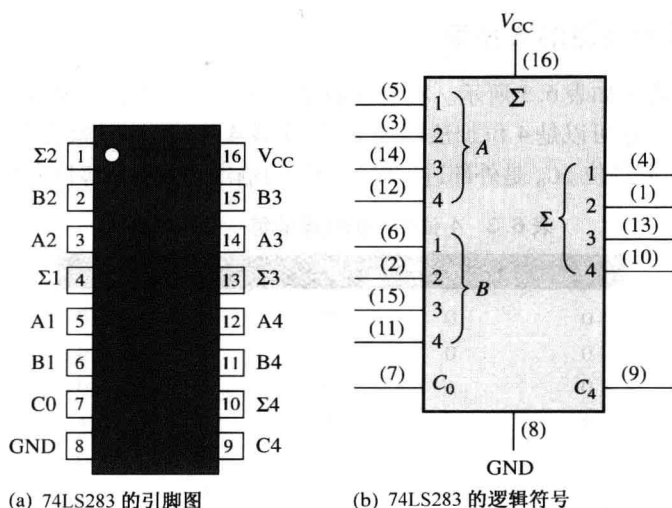 Σ2 1 16 VCC
B2 2 15 B3
A2 3 14 A3
Σ1 4 13 Σ3
A1 5 12 A4
B1 6 11 B4
C0 7 10 Σ4
GND 8 9 C4
(a) 74LS283 的引脚图
VCC
(16)
Σ
(5) 1
(3) 2
(14) 3
(12) 4
A
(6) 1
(2) 2
(15) 3
(11) 4
B
(7) C0
Σ
1 (4)
2 (1)
3 (13)
4 (10)
C4 (9)
(8)
GND
(b) 74LS283 的逻辑符号